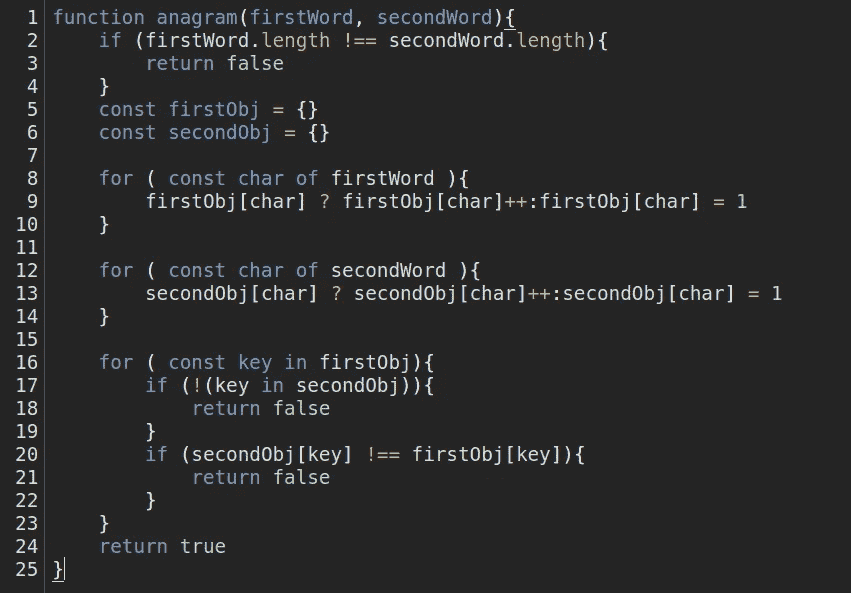 1 function anagram(firstWord, secondWord){
2     if (firstWord.length !== secondWord.length){
3         return false
4     }
5     const firstObj = {}
6     const secondObj = {}
7
8     for ( const char of firstWord ){
9         firstObj[char] ? firstObj[char]++:firstObj[char] = 1
10     }
11
12     for ( const char of secondWord ){
13         secondObj[char] ? secondObj[char]++:secondObj[char] = 1
14     }
15
16     for ( const key in firstObj){
17         if (!(key in secondObj)){
18             return false
19         }
20         if (secondObj[key] !== firstObj[key]){
21             return false
22         }
23     }
24     return true
25 }